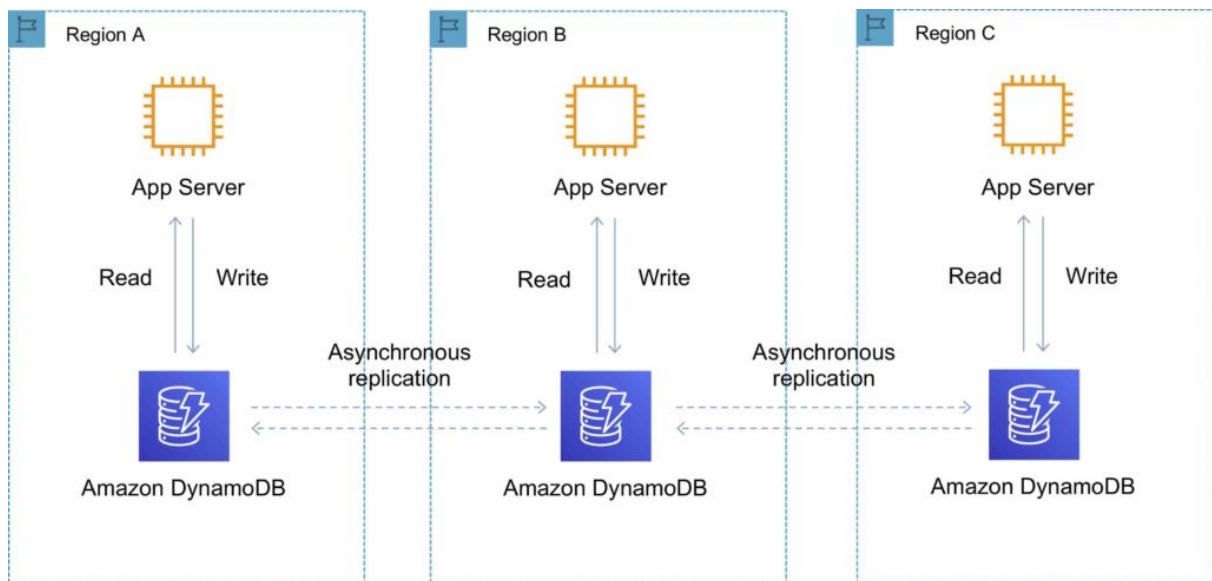 Region A
Region B
Region C
App Server
App Server
App Server
Read
Write
Read
Write
Read
Write
Asynchronous
replication
Asynchronous
replication
Amazon DynamoDB
Amazon DynamoDB
Amazon DynamoDB